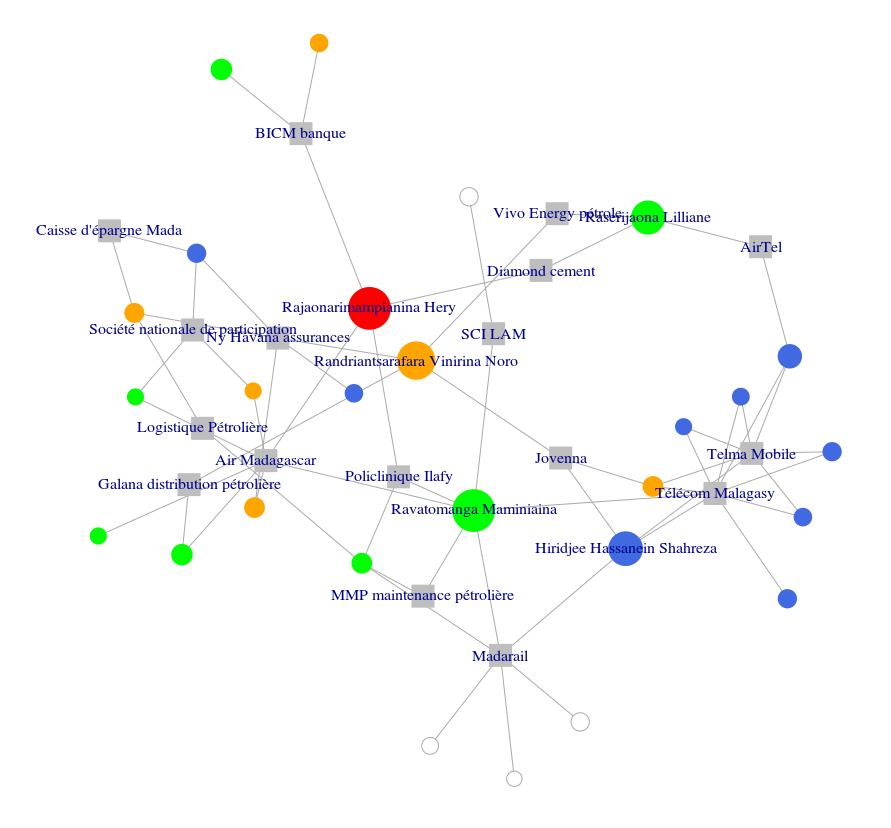 BICM banque
Vivo Energy pétrole
Raserijaona Lilliane
Caisse d'épargne Mada
AirTel
Diamond cement
Rajaonarimampianina Hery
Société nationale de participation
Ny Havana assurances
SCI LAM
Randriantsarafara Vinirina Noro
Logistique Pétrolière
Jovenna
Telma Mobile
Air Madagascar
Policlinique Ilafy
Galana distribution pétrolière
Télécom Malagasy
Ravatomanga Maminiaina
Hiridjee Hassanein Shahreza
MMP maintenance pétrolière
Madarail